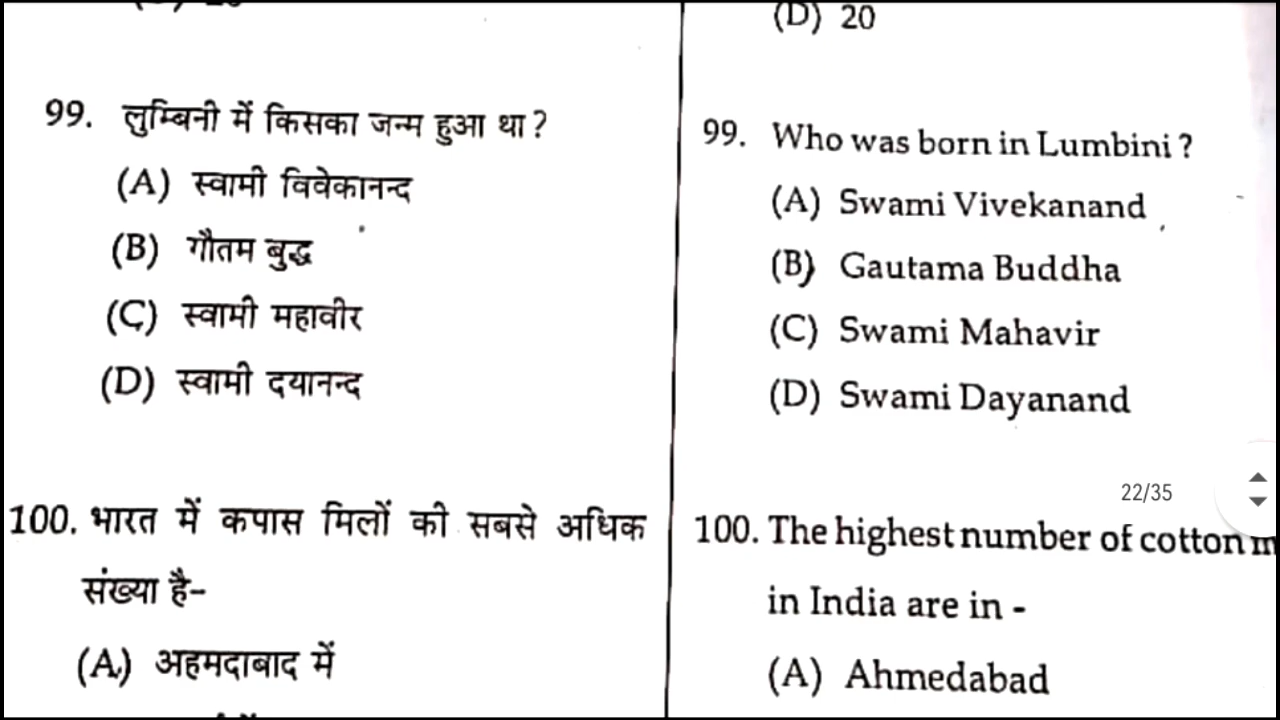 99. लुम्बिनी में किसका जन्म हुआ था?
(A) स्वामी विवेकानन्द
(B) गौतम बुद्ध
(C) स्वामी महावीर
(D) स्वामी दयानन्द
100. भारत में कपास मिलों की सबसे अधिक
संख्या है-
(A) अहमदाबाद में
(D) 20
99. Who was born in Lumbini ?
(A) Swami Vivekanand
(B) Gautama Buddha
(C) Swami Mahavir
(D) Swami Dayanand
22/35
100. The highest number of cotton
in India are in -
(A) Ahmedabad